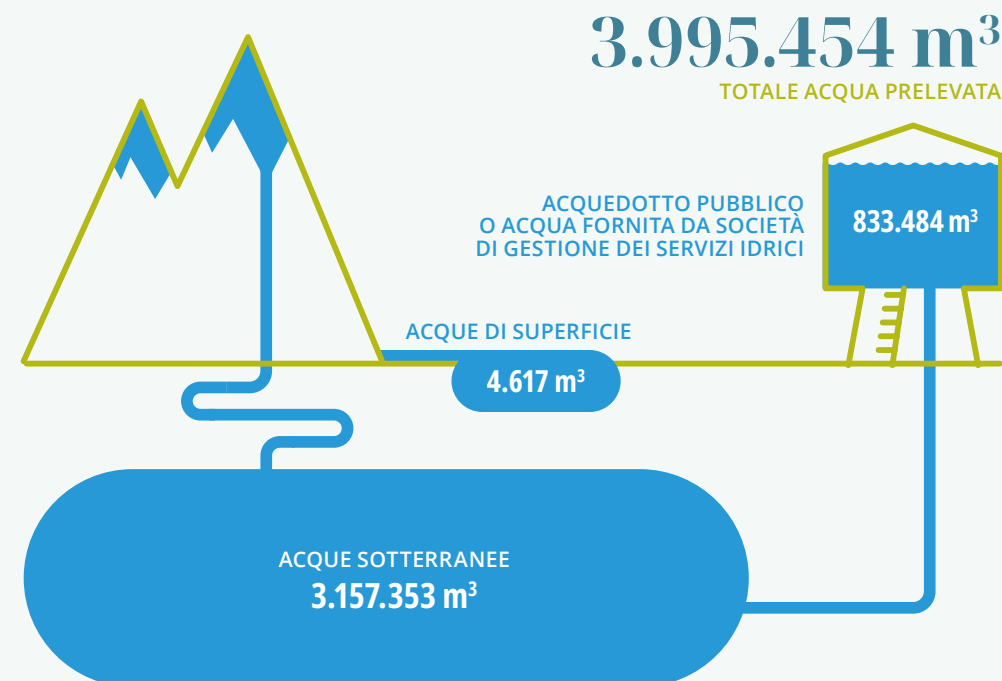 3.995.454 m³
TOTALE ACQUA PRELEVATA
ACQUEDOTTO PUBBLICO
O ACQUA FORNITA DA SOCIETÀ
DI GESTIONE DEI SERVIZI IDRICI
833.484 m³
ACQUE DI SUPERFICIE
4.617 m³
ACQUE SOTTERRANEE
3.157.353 m³